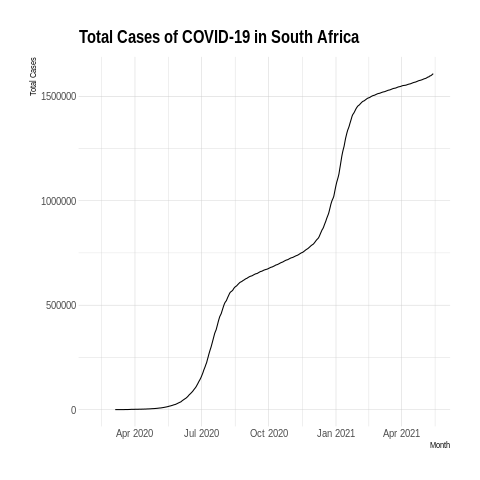 Total Cases of COVID-19 in South Africa
Total Cases
1500000
1000000
500000
0
Apr 2020 Jul 2020 Oct 2020 Jan 2021 Apr 2021
Month